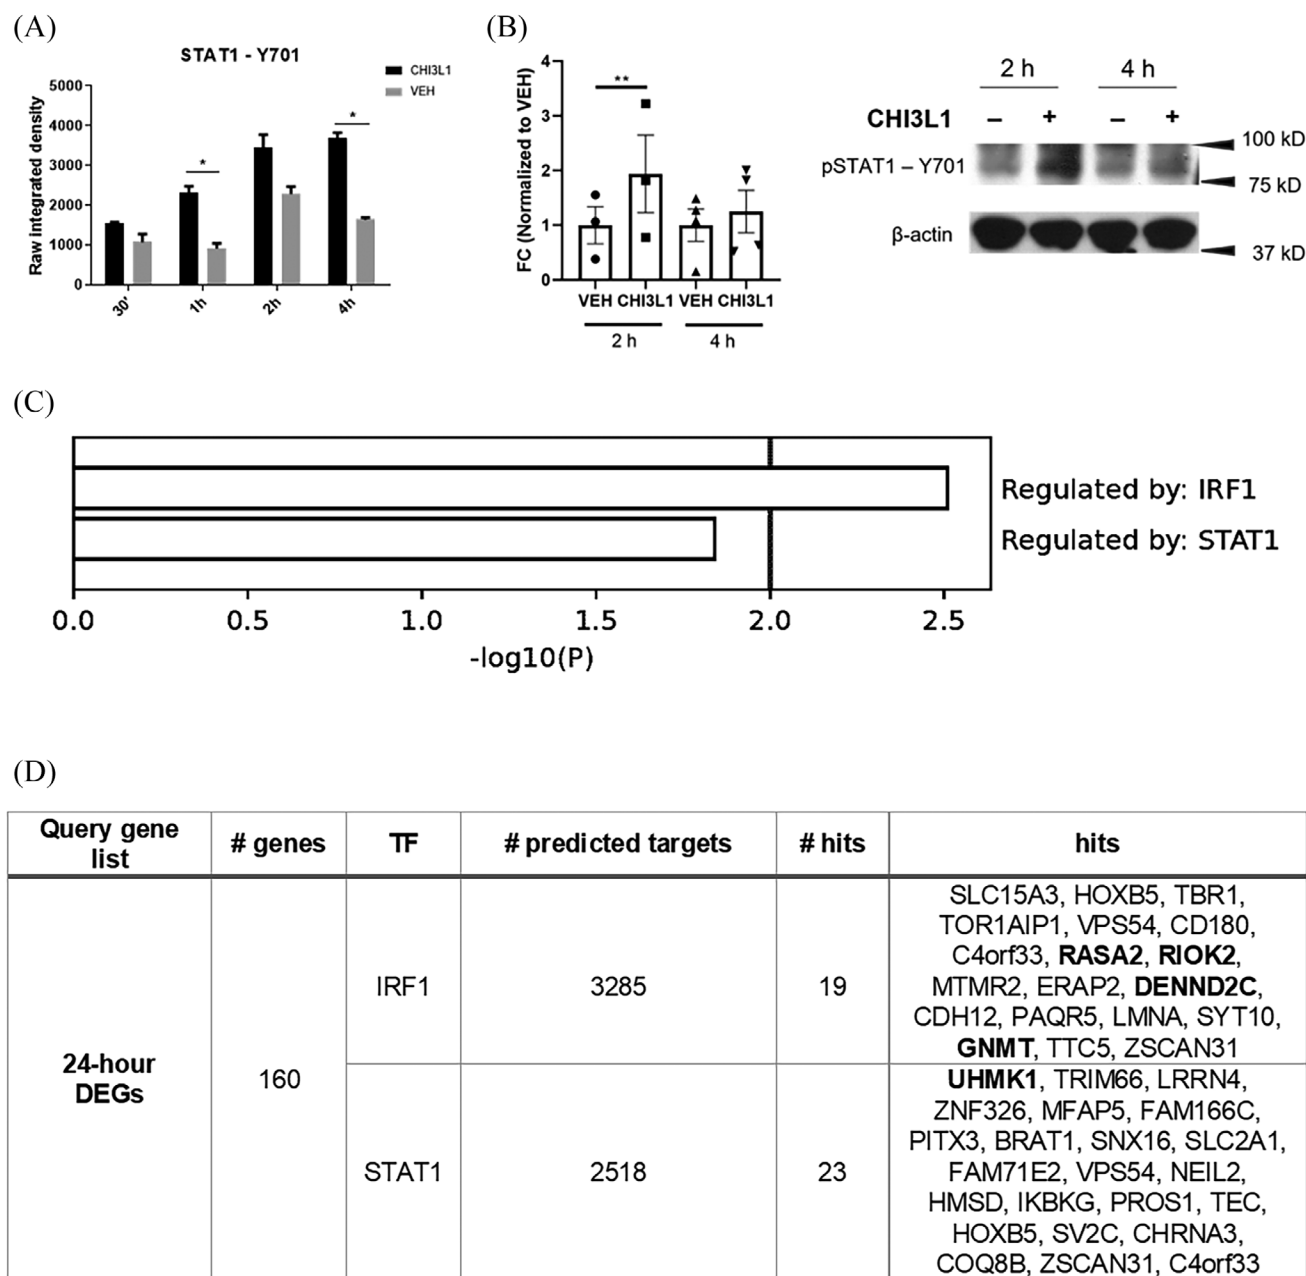 (A)
STAT1 - Y701
CHI3L1
VEH
Raw Integrated density
5000
4000
3000
2000
1000
0
*
*
30'
1h
2h
4h
(B)
FC (Normalized to VEH)
4
3
2
1
0
**
VEH CHI3L1 VEH CHI3L1
2 h
4 h
2 h
4 h
CHI3L1
– + – +
pSTAT1 – Y701
100 kD
75 kD
β-actin
37 kD
(C)
Regulated by: IRF1
Regulated by: STAT1
0.0 0.5 1.0 1.5 2.0 2.5
-log10(P)
(D)
Query gene
list
# genes
TF
# predicted targets
# hits
hits
24-hour
DEGs
160
IRF1
3285
19
SLC15A3, HOXB5, TBR1,
TOR1AIP1, VPS54, CD180,
C4orf33, RASA2, RIOK2,
MTMR2, ERAP2, DENND2C,
CDH12, PAQR5, LMNA, SYT10,
GNMT, TTC5, ZSCAN31
STAT1
2518
23
UHMK1, TRIM66, LRRN4,
ZNF326, MFAP5, FAM166C,
PITX3, BRAT1, SNX16, SLC2A1,
FAM71E2, VPS54, NEIL2,
HMSD, IKBKG, PROS1, TEC,
HOXB5, SV2C, CHRNA3,
COQ8B, ZSCAN31, C4orf33